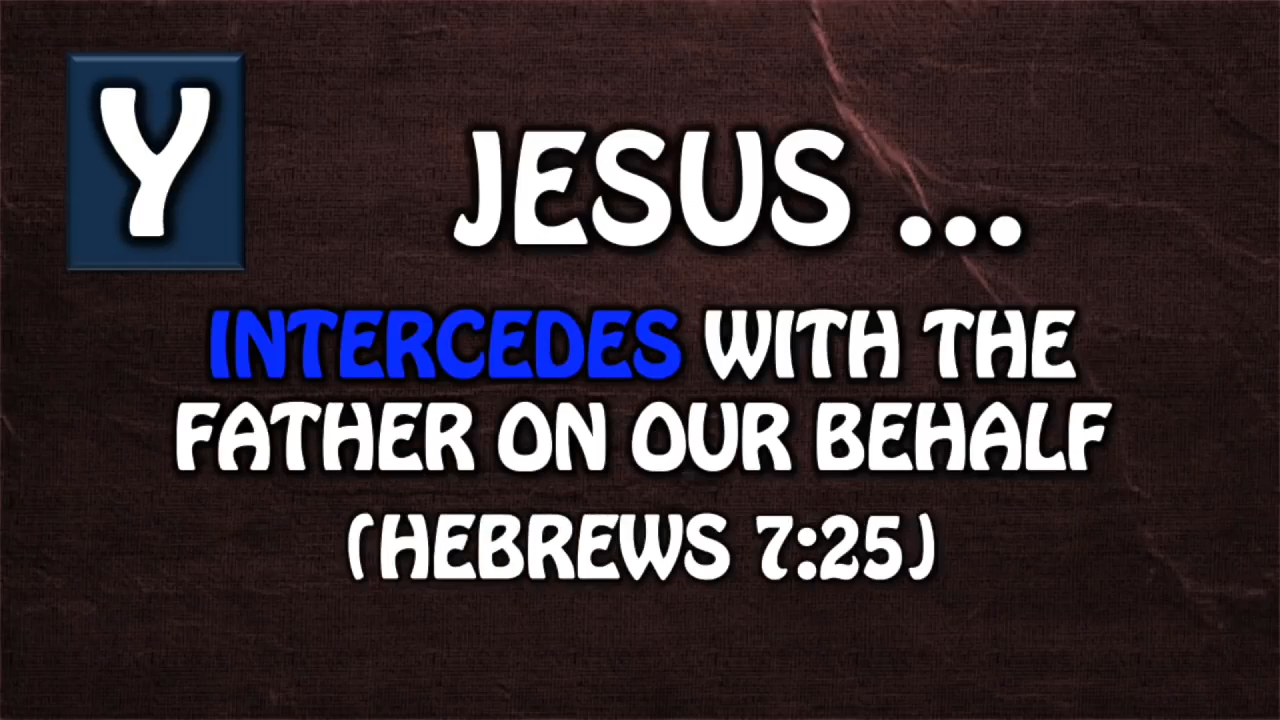 Y
JESUS ...
INTERCEDES WITH THE
FATHER ON OUR BEHALF
(HEBREWS 7:25)